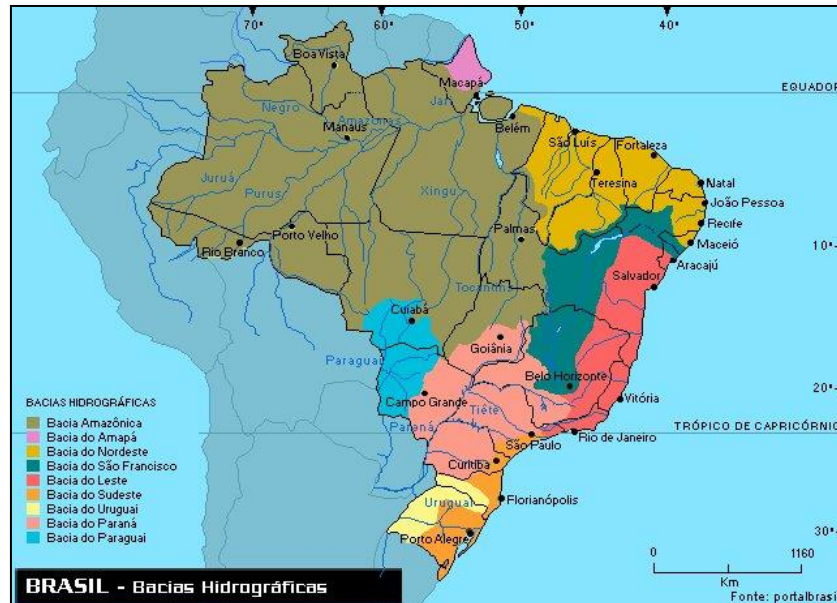 70°
60°
50°
40°
Boa Vista
Macapá
EQUADOR
Negro
Jari
Amazonas
Manaus
Belém
São Luís
Fortaleza
Juruá
Purus
Xingu
Teresina
Natal
João Pessoa
Palmas
Recife
Porto Velho
Rio Branco
Maceió
10°
Aracajú
Salvador
Tocantins
Cuiabá
Goiânia
Paraguai
Belo Horizonte
20°
Campo Grande
Vitória
Tiête
Paraná
TRÓPICO DE CAPRICÓRNIO
São Paulo
Rio de Janeiro
Curitiba
Florianópolis
Uruguai
Porto Alegre
30°
BACIAS HIDROGRÁFICAS
Bacia Amazônica
Bacia do Amapá
Bacia do Nordeste
Bacia do São Francisco
Bacia do Leste
Bacia do Sudeste
Bacia do Uruguai
Bacia do Paraná
Bacia do Paraguai
0
1160
Km
BRASIL - Bacias Hidrográficas
Fonte: portalbrasil